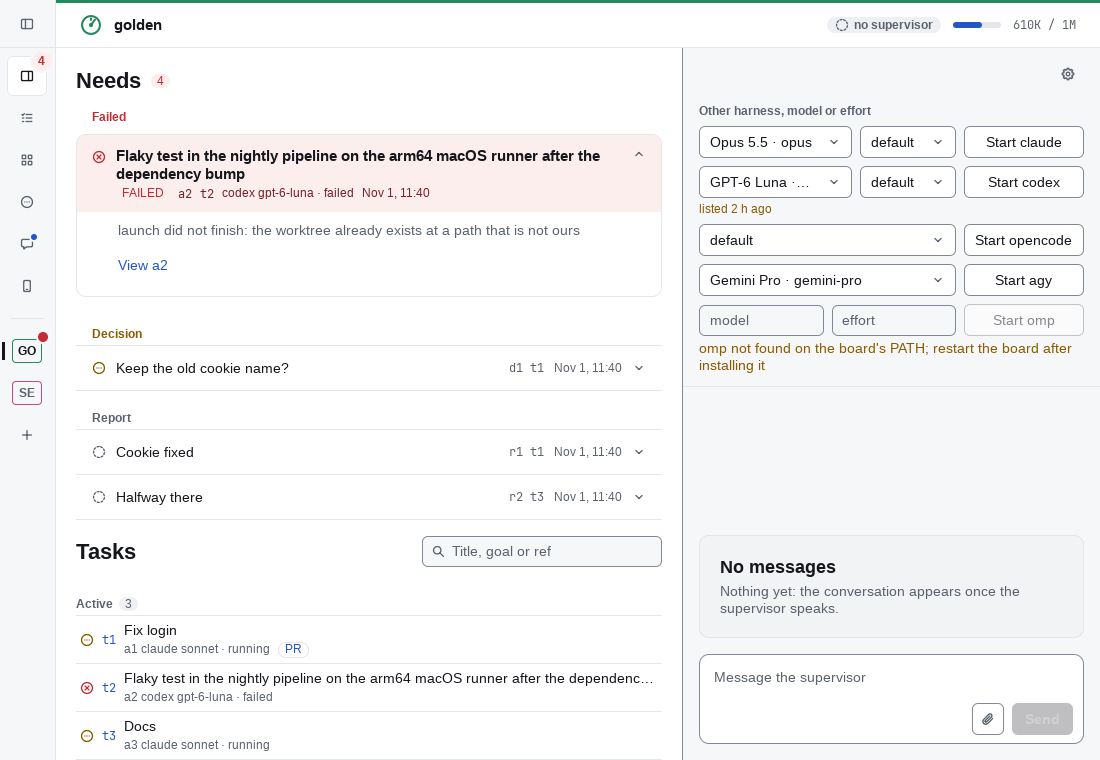 golden
no supervisor
610K / 1M
4
GO
SE
Needs 4
Failed
Flaky test in the nightly pipeline on the arm64 macOS runner after the
dependency bump
FAILED a2 t2 codex gpt-6-luna · failed Nov 1, 11:40
launch did not finish: the worktree already exists at a path that is not ours
View a2
Decision
Keep the old cookie name? d1 t1 Nov 1, 11:40
Report
Cookie fixed r1 t1 Nov 1, 11:40
Halfway there r2 t3 Nov 1, 11:40
Tasks
Title, goal or ref
Active 3
t1 Fix login
a1 claude sonnet · running PR
t2 Flaky test in the nightly pipeline on the arm64 macOS runner after the dependenc…
a2 codex gpt-6-luna · failed
t3 Docs
a3 claude sonnet · running
Other harness, model or effort
Opus 5.5 · opus default Start claude
GPT-6 Luna ·… default Start codex
listed 2 h ago
default Start opencode
Gemini Pro · gemini-pro Start agy
model effort Start omp
omp not found on the board's PATH; restart the board after
installing it
No messages
Nothing yet: the conversation appears once the
supervisor speaks.
Message the supervisor
Send